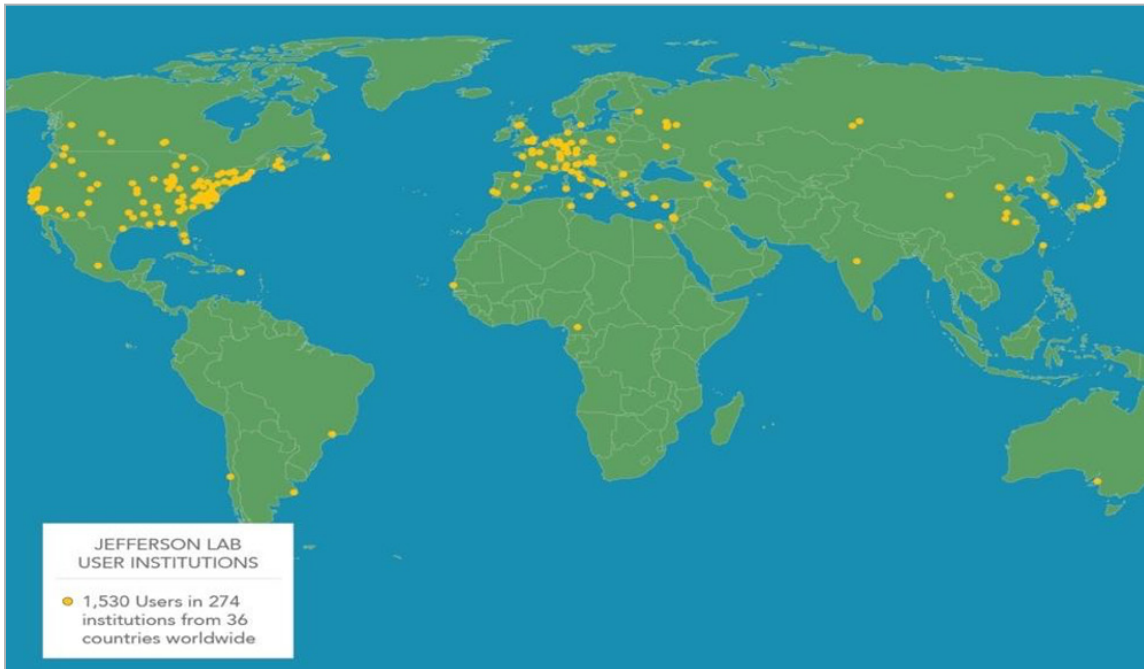 JEFFERSON LAB
USER INSTITUTIONS
1,530 Users in 274
institutions from 36
countries worldwide